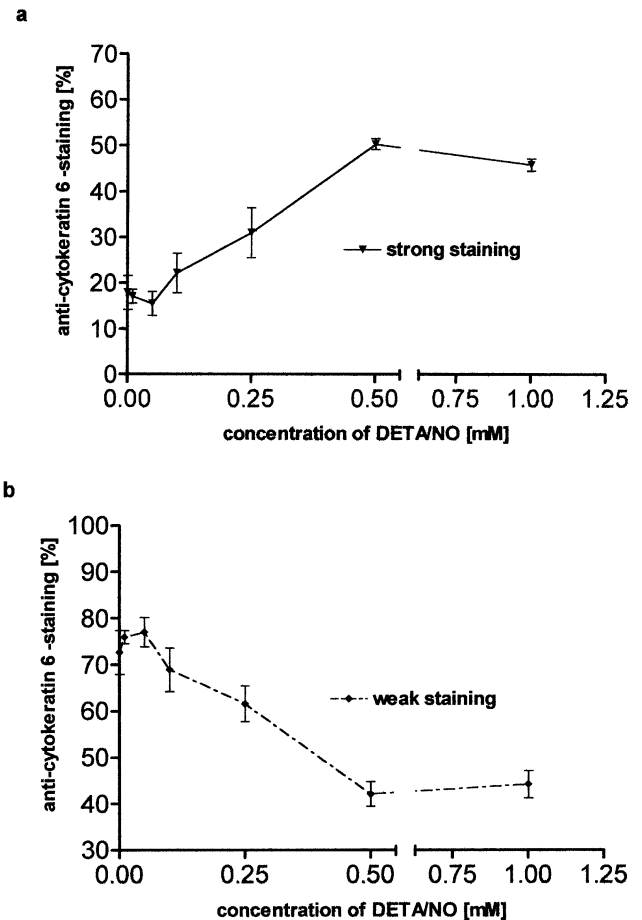 a
anti-cytokeratin 6 -staining [%]
70
60
50
40
30
20
10
0
strong staining
0.00 0.25 0.50 0.75 1.00 1.25
concentration of DETA/NO [mM]
b
anti-cytokeratin 6 -staining [%]
100
90
80
70
60
50
40
30
weak staining
0.00 0.25 0.50 0.75 1.00 1.25
concentration of DETA/NO [mM]